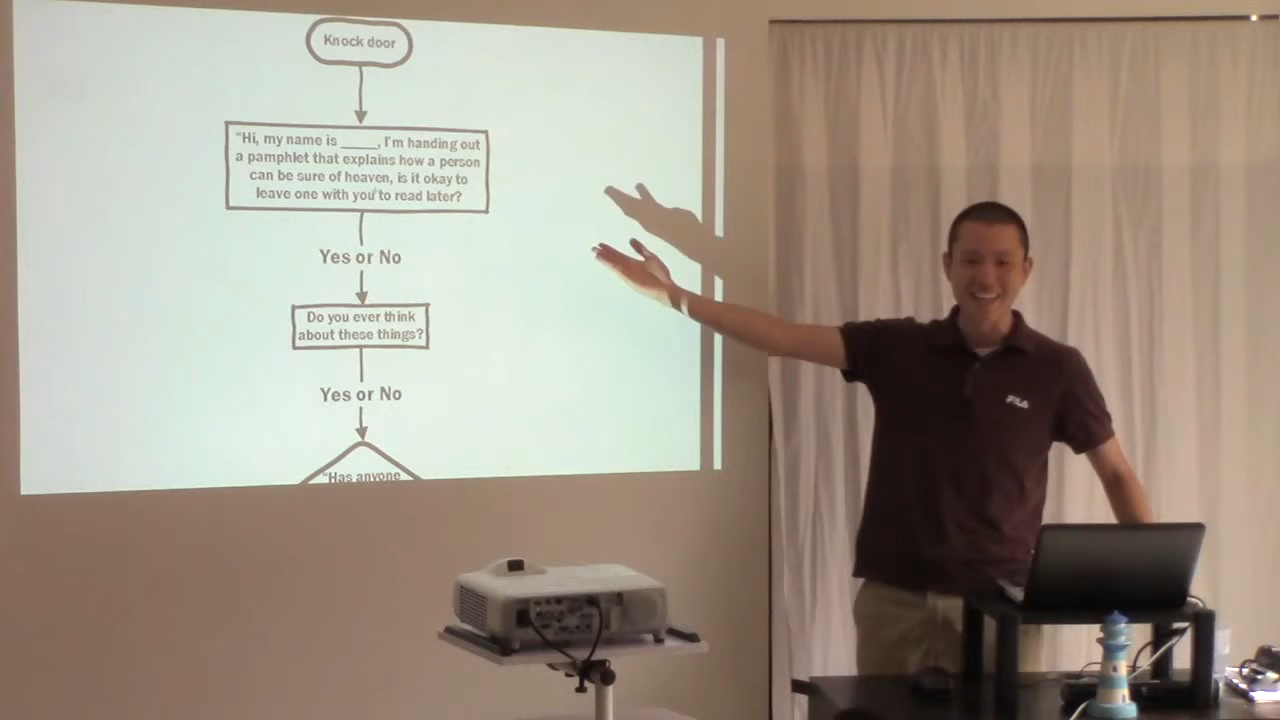 Knock door
"Hi, my name is _____, I'm handing out
a pamphlet that explains how a person
can be sure of heaven, is it okay to
leave one with you to read later?
Yes or No
Do you ever think
about these things?
Yes or No
"Has anyone
FILA